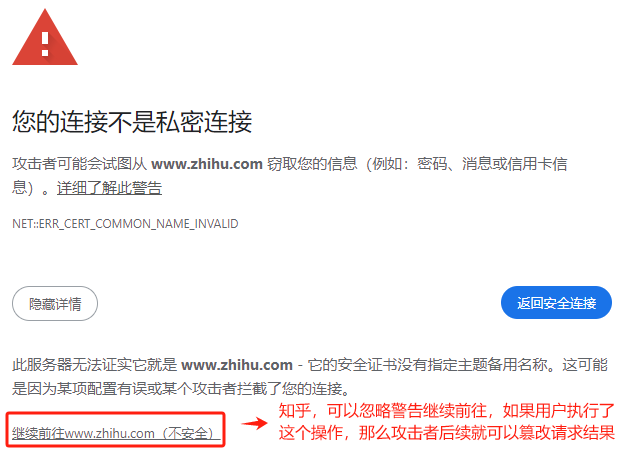 您的连接不是私密连接
攻击者可能会试图从 www.zhihu.com 窃取您的信息（例如：密码、消息或信用卡信
息）。详细了解此警告
NET::ERR_CERT_COMMON_NAME_INVALID
隐藏详情
返回安全连接
此服务器无法证实它就是 www.zhihu.com - 它的安全证书没有指定主题备用名称。这可能
是因为某项配置有误或某个攻击者拦截了您的连接。
继续前往www.zhihu.com（不安全）
知乎，可以忽略警告继续前往，如果用户执行了
这个操作，那么攻击者后续就可以篡改请求结果